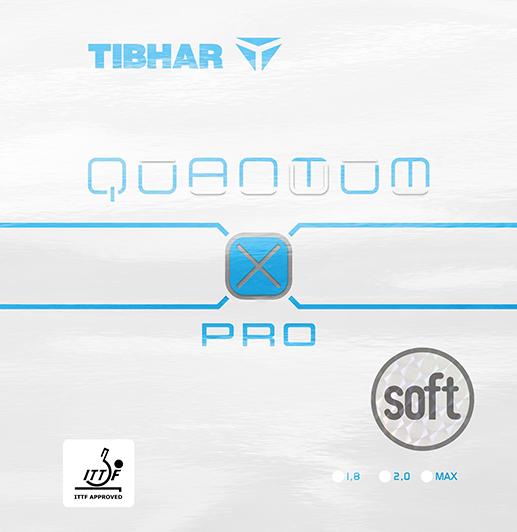 TIBHAR
QUANTUM
X
PRO
soft
ITTF
ITTF APPROVED
1,8 2,0 MAX